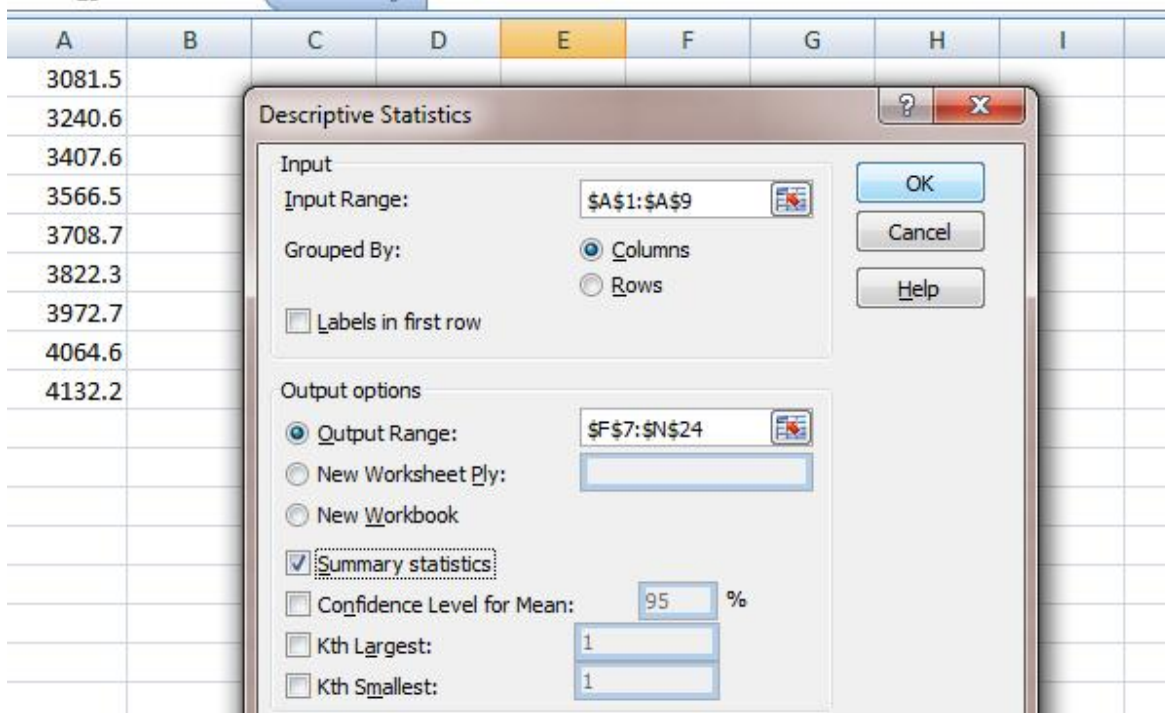 A B C D E F G H I
3081.5
3240.6
3407.6
3566.5
3708.7
3822.3
3972.7
4064.6
4132.2
Descriptive Statistics
?
X
Input
Input Range: $A$1:$A$9
Grouped By: Columns
Rows
Labels in first row
OK
Cancel
Help
Output options
Output Range: $F$7:$N$24
New Worksheet Ply:
New Workbook
Summary statistics
Confidence Level for Mean: 95 %
Kth Largest: 1
Kth Smallest: 1